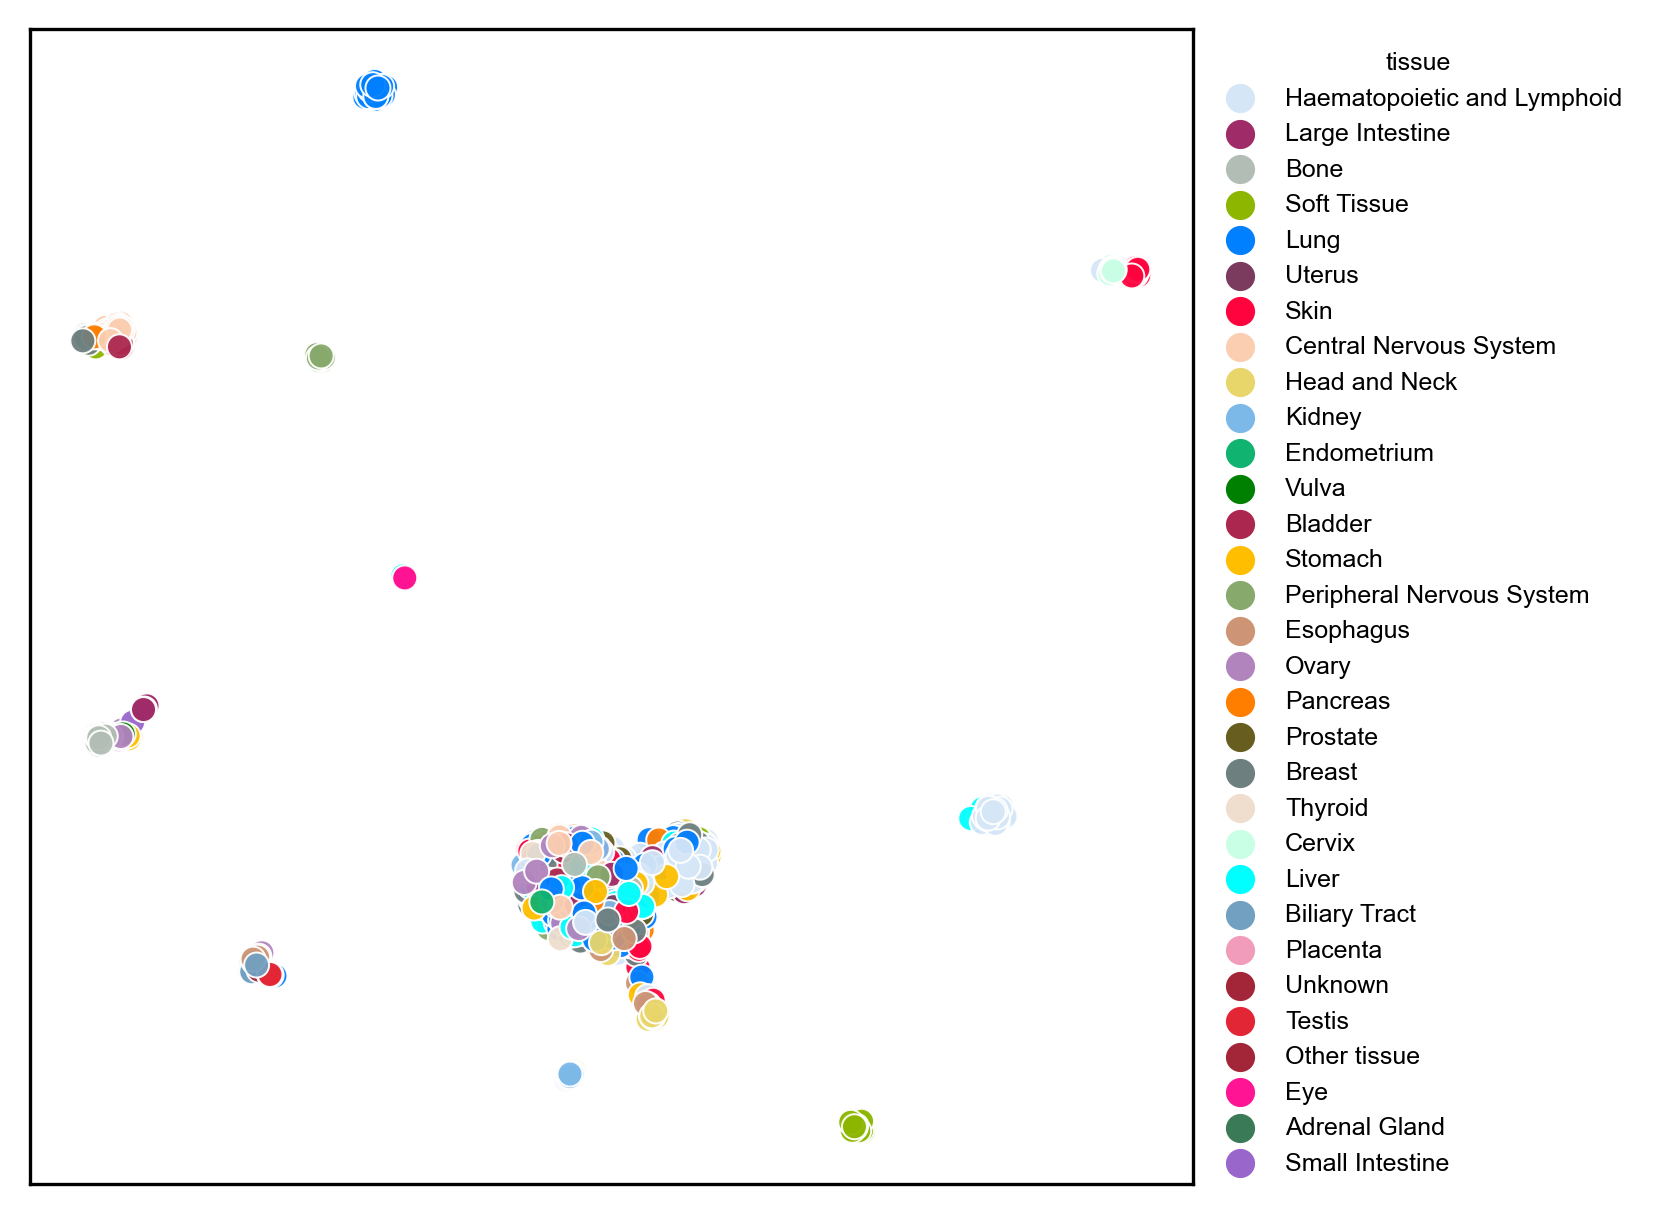 tissue
Haematopoietic and Lymphoid
Large Intestine
Bone
Soft Tissue
Lung
Uterus
Skin
Central Nervous System
Head and Neck
Kidney
Endometrium
Vulva
Bladder
Stomach
Peripheral Nervous System
Esophagus
Ovary
Pancreas
Prostate
Breast
Thyroid
Cervix
Liver
Biliary Tract
Placenta
Unknown
Testis
Other tissue
Eye
Adrenal Gland
Small Intestine